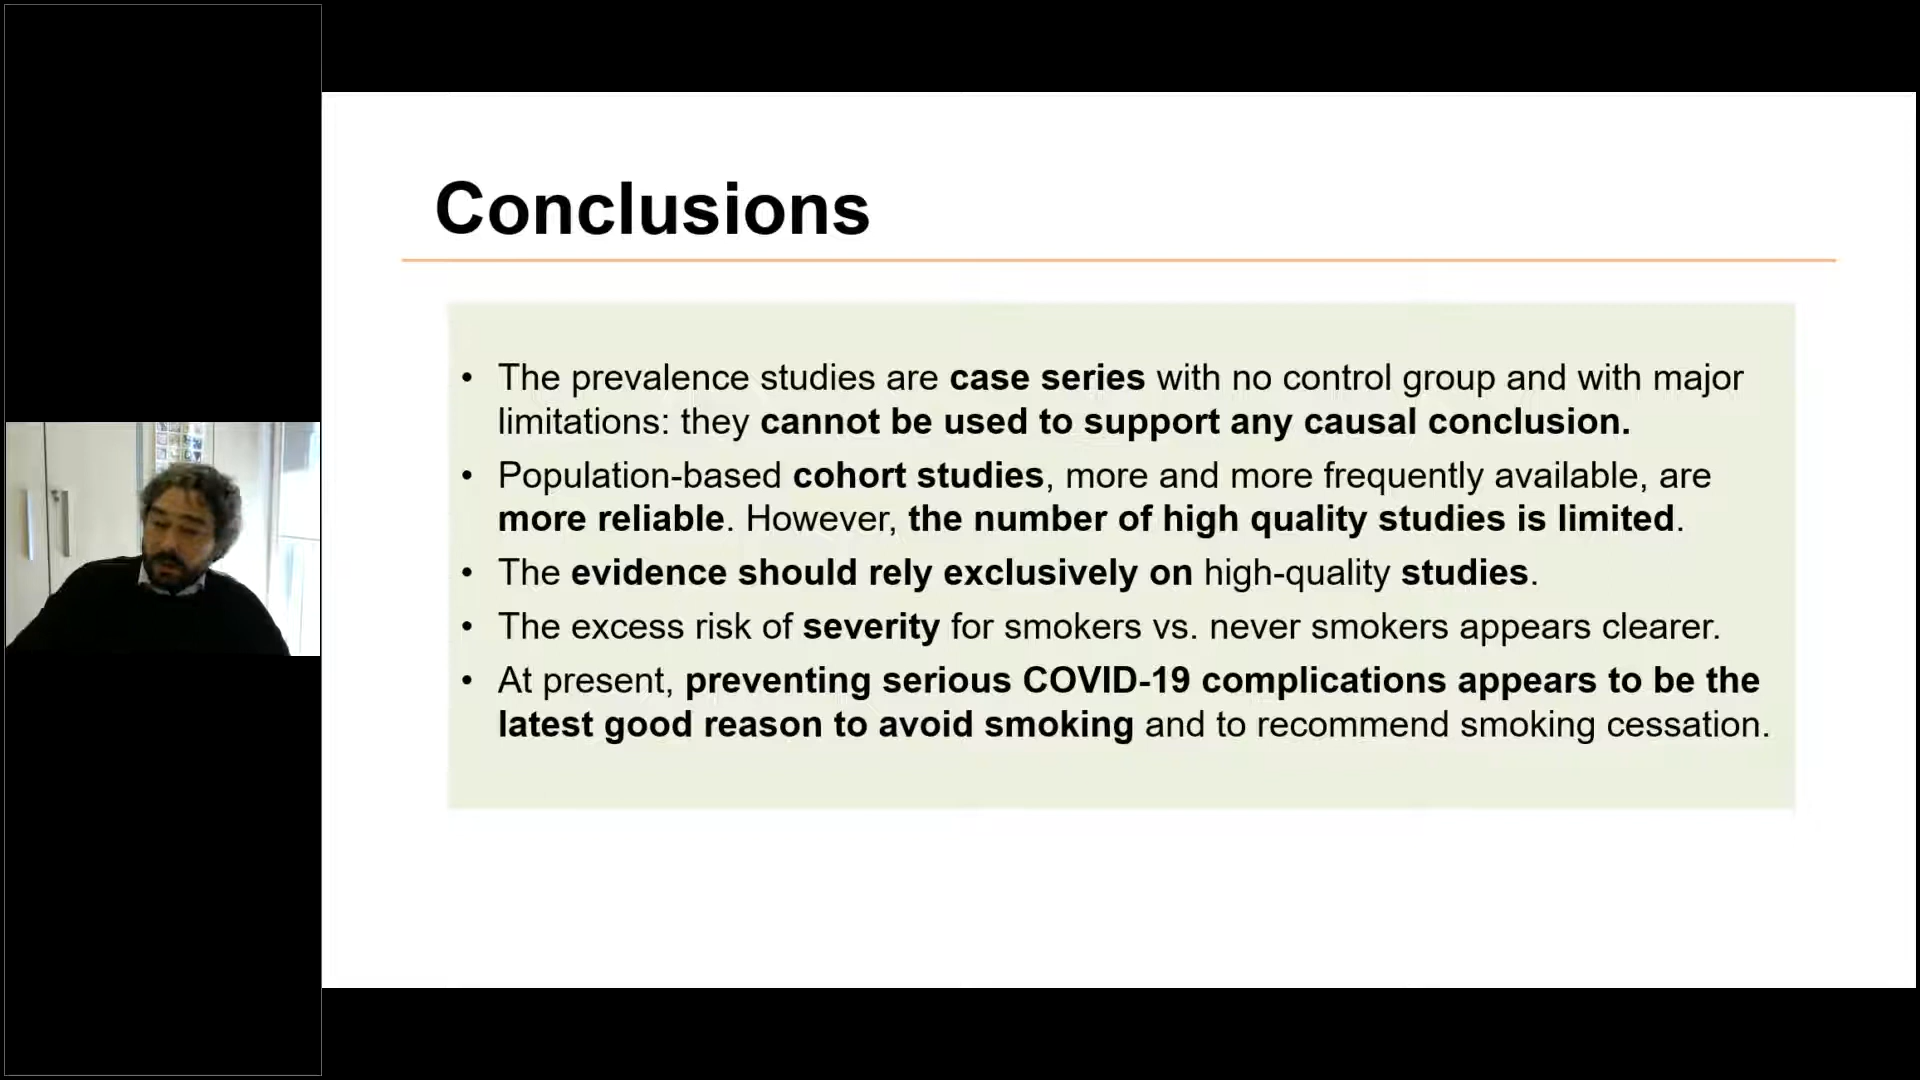 Conclusions
• The prevalence studies are case series with no control group and with major
limitations: they cannot be used to support any causal conclusion.
• Population-based cohort studies, more and more frequently available, are
more reliable. However, the number of high quality studies is limited.
• The evidence should rely exclusively on high-quality studies.
• The excess risk of severity for smokers vs. never smokers appears clearer.
• At present, preventing serious COVID-19 complications appears to be the
latest good reason to avoid smoking and to recommend smoking cessation.